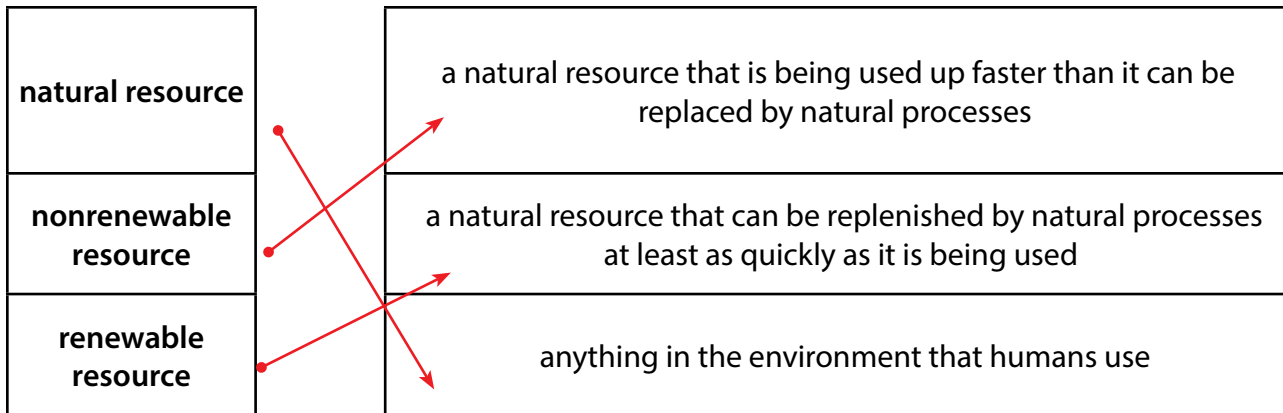 natural resource
a natural resource that is being used up faster than it can be
replaced by natural processes
nonrenewable
resource
a natural resource that can be replenished by natural processes
at least as quickly as it is being used
renewable
resource
anything in the environment that humans use